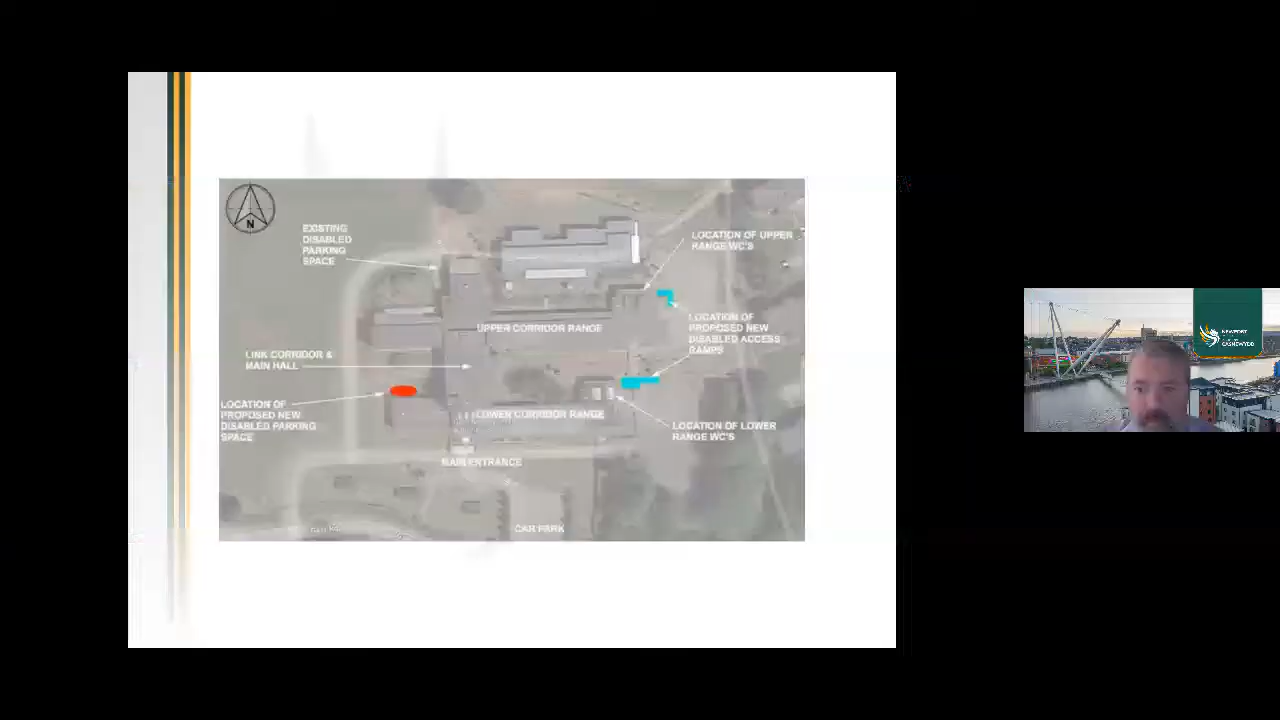 N
EXISTING
DISABLED
PARKING
SPACE
LOCATION OF UPPER
RANGE WC'S
UPPER CORRIDOR RANGE
LOCATION OF
PROPOSED NEW
DISABLED ACCESS
RAMPS
LINK CORRIDOR &
MAIN HALL
LOCATION OF
PROPOSED NEW
DISABLED PARKING
SPACE
LOWER CORRIDOR RANGE
LOCATION OF LOWER
RANGE WC'S
MAIN ENTRANCE
CAR PARK
NEWPORT
CASNEWYDD